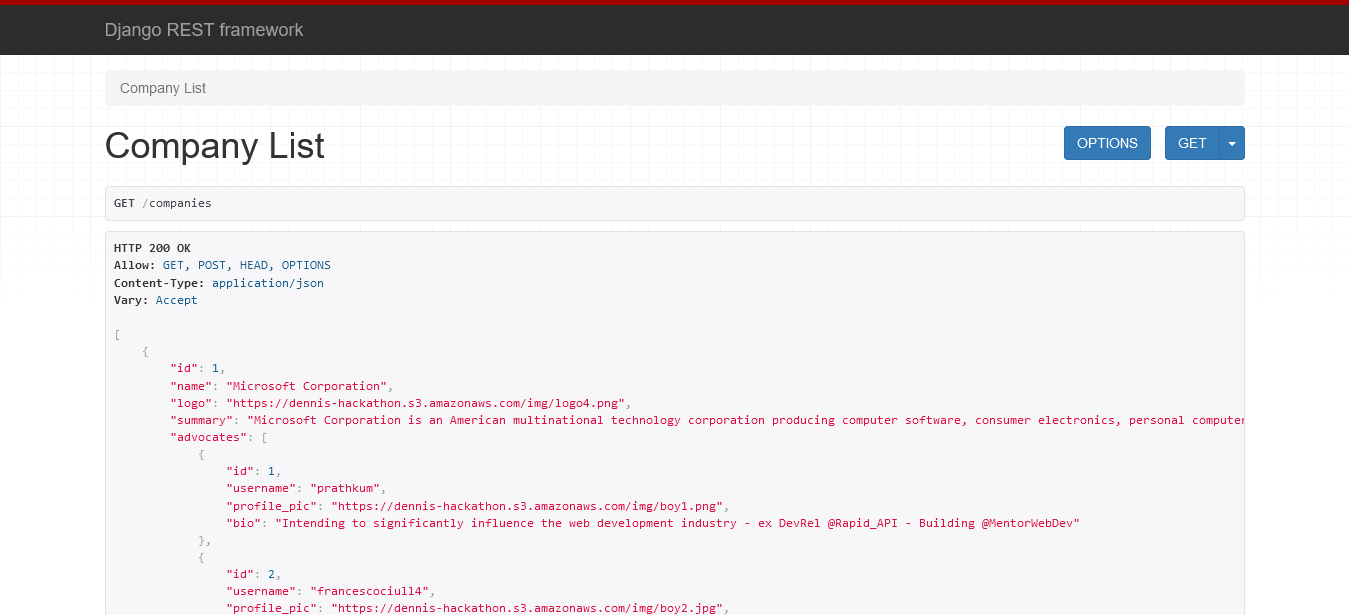 Django REST framework
Company List
Company List
OPTIONS
GET
GET /companies
HTTP 200 OK
Allow: GET, POST, HEAD, OPTIONS
Content-Type: application/json
Vary: Accept
[
    {
        "id": 1,
        "name": "Microsoft Corporation",
        "logo": "https://dennis-hackathon.s3.amazonaws.com/img/logo4.png",
        "summary": "Microsoft Corporation is an American multinational technology corporation producing computer software, consumer electronics, personal computer
        "advocates": [
            {
                "id": 1,
                "username": "prathkum",
                "profile_pic": "https://dennis-hackathon.s3.amazonaws.com/img/boy1.png",
                "bio": "Intending to significantly influence the web development industry - ex DevRel @Rapid_API - Building @MentorWebDev"
            },
            {
                "id": 2,
                "username": "francescociull4",
                "profile_pic": "https://dennis-hackathon.s3.amazonaws.com/img/boy2.jpg",